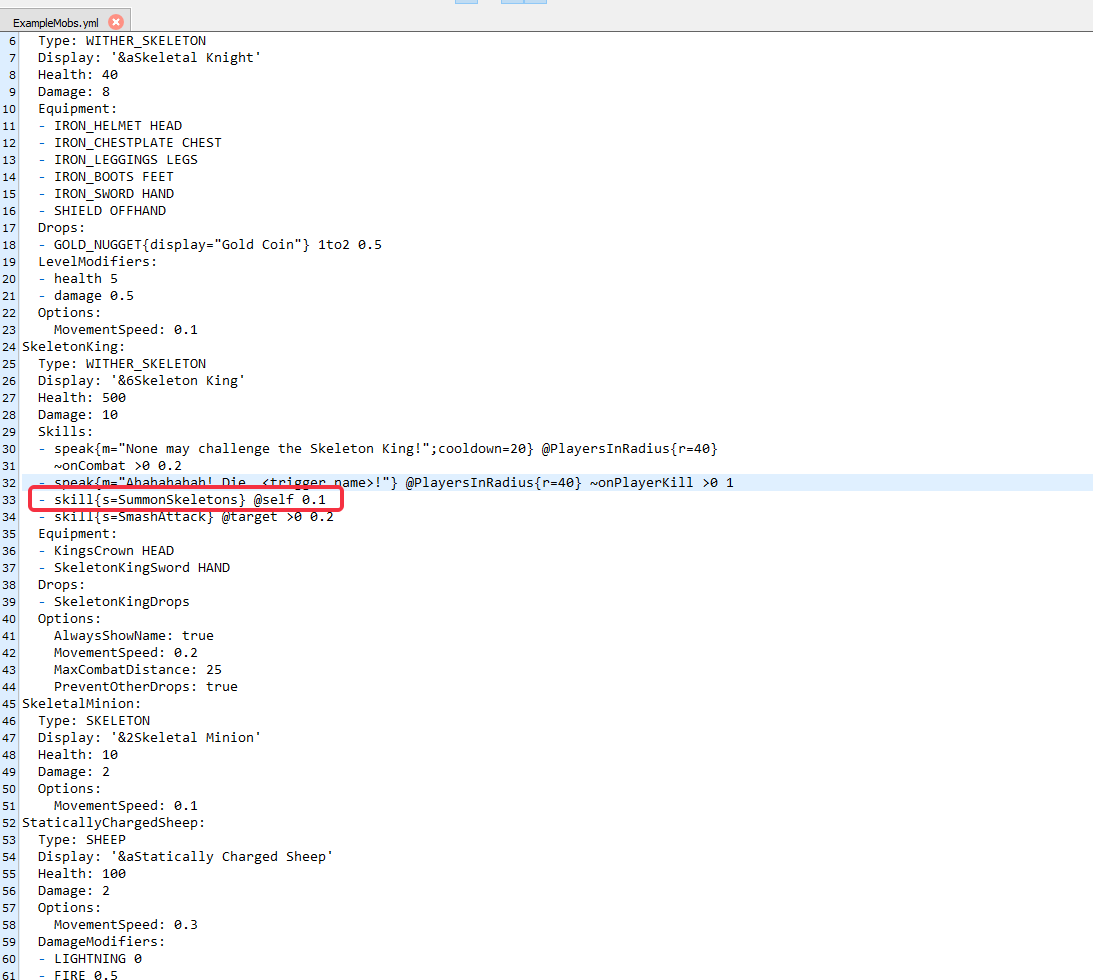 ExampleMobs.yml
6 Type: WITHER_SKELETON
7 Display: '&aSkeletal Knight'
8 Health: 40
9 Damage: 8
10 Equipment:
11 - IRON_HELMET HEAD
12 - IRON_CHESTPLATE CHEST
13 - IRON_LEGGINGS LEGS
14 - IRON_BOOTS FEET
15 - IRON_SWORD HAND
16 - SHIELD OFFHAND
17 Drops:
18 - GOLD_NUGGET{display="Gold Coin"} 1to2 0.5
19 LevelModifiers:
20 - health 5
21 - damage 0.5
22 Options:
23 MovementSpeed: 0.1
24 SkeletonKing:
25 Type: WITHER_SKELETON
26 Display: '&6Skeleton King'
27 Health: 500
28 Damage: 10
29 Skills:
30 - speak{m="None may challenge the Skeleton King!";cooldown=20} @PlayersInRadius{r=40}
31 ~onCombat >0 0.2
32 - speak{m="Ahahahahah! Die, <trigger.name>!"} @PlayersInRadius{r=40} ~onPlayerKill >0 1
33 - skill{s=SummonSkeletons} @self 0.1
34 - skill{s=SmashAttack} @target >0 0.2
35 Equipment:
36 - KingsCrown HEAD
37 - SkeletonKingSword HAND
38 Drops:
39 - SkeletonKingDrops
40 Options:
41 AlwaysShowName: true
42 MovementSpeed: 0.2
43 MaxCombatDistance: 25
44 PreventOtherDrops: true
45 SkeletalMinion:
46 Type: SKELETON
47 Display: '&2Skeletal Minion'
48 Health: 10
49 Damage: 2
50 Options:
51 MovementSpeed: 0.1
52 StaticallyChargedSheep:
53 Type: SHEEP
54 Display: '&aStatically Charged Sheep'
55 Health: 100
56 Damage: 2
57 Options:
58 MovementSpeed: 0.3
59 DamageModifiers:
60 - LIGHTNING 0
61 - FIRE 0.5